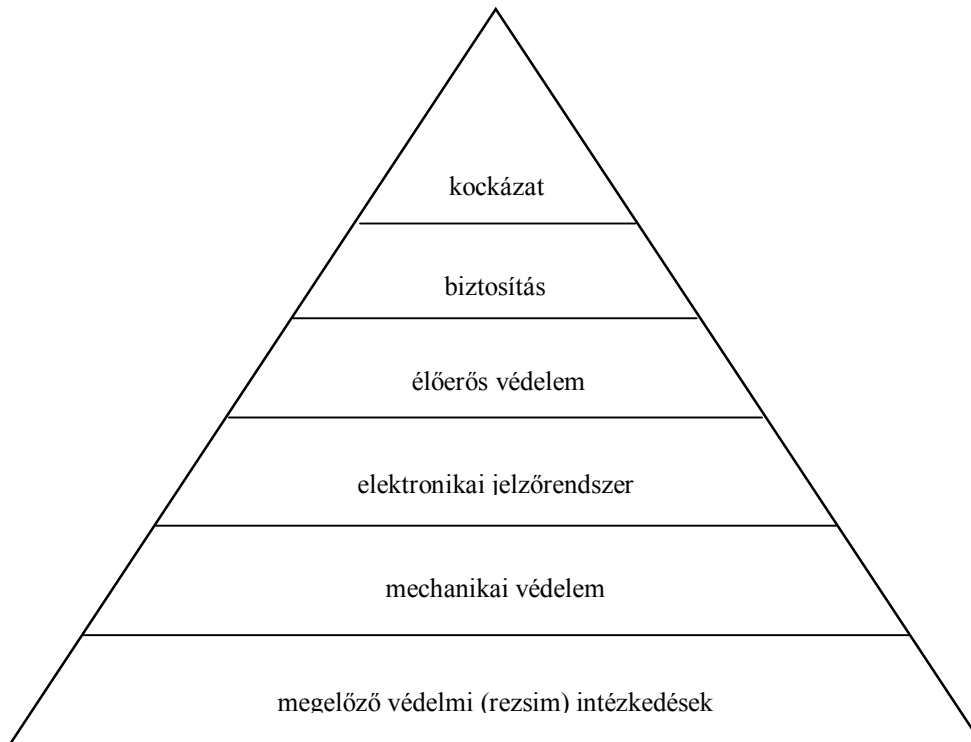 kockázat
biztosítás
élőerős védelem
elektronikai jelzőrendszer
mechanikai védelem
megelőző védelmi (rezsim) intézkedések